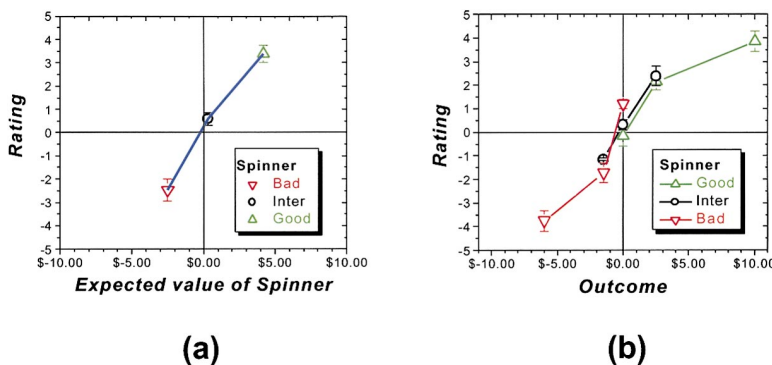 5
4
3
2
1
0
-1
-2
-3
-4
-5
Rating
$-10.00
$-5.00
$0.00
$5.00
$10.00
Expected value of Spinner
Spinner
Bad
Inter
Good
(a)
5
4
3
2
1
0
-1
-2
-3
-4
-5
Rating
$-10.00
$-5.00
$0.00
$5.00
$10.00
Outcome
Spinner
Good
Inter
Bad
(b)